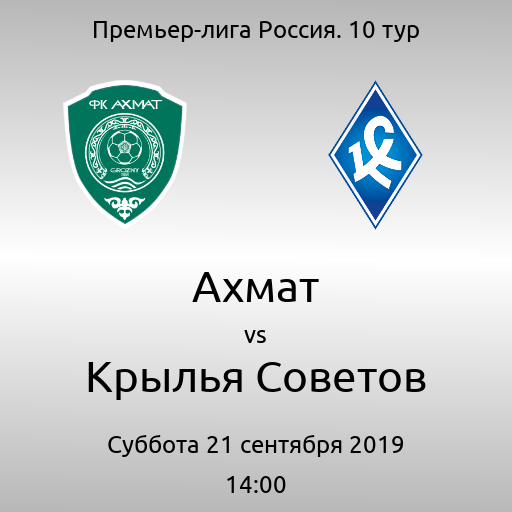 Премьер-лига Россия. 10 тур
ФК АХМАТ
GROZNY
Ахмат
vs
Крылья Советов
Суббота 21 сентября 2019
14:00